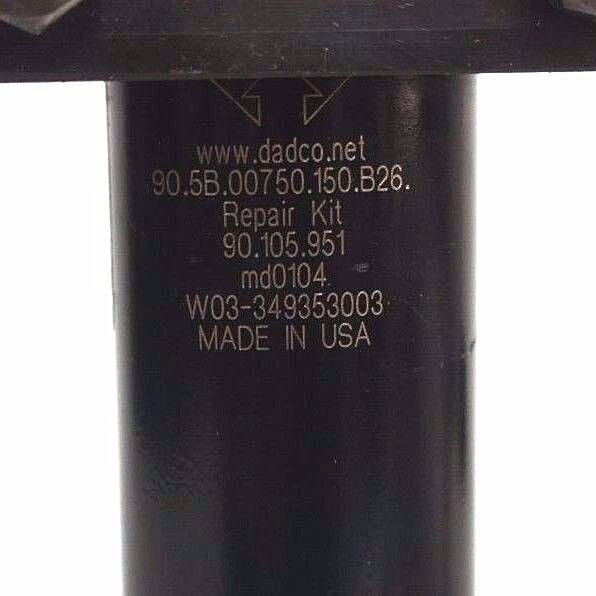 www.dadco.net
90.5B.00750.150.B26.
Repair Kit
90.105.951
md0104
W03-349353003
MADE IN USA